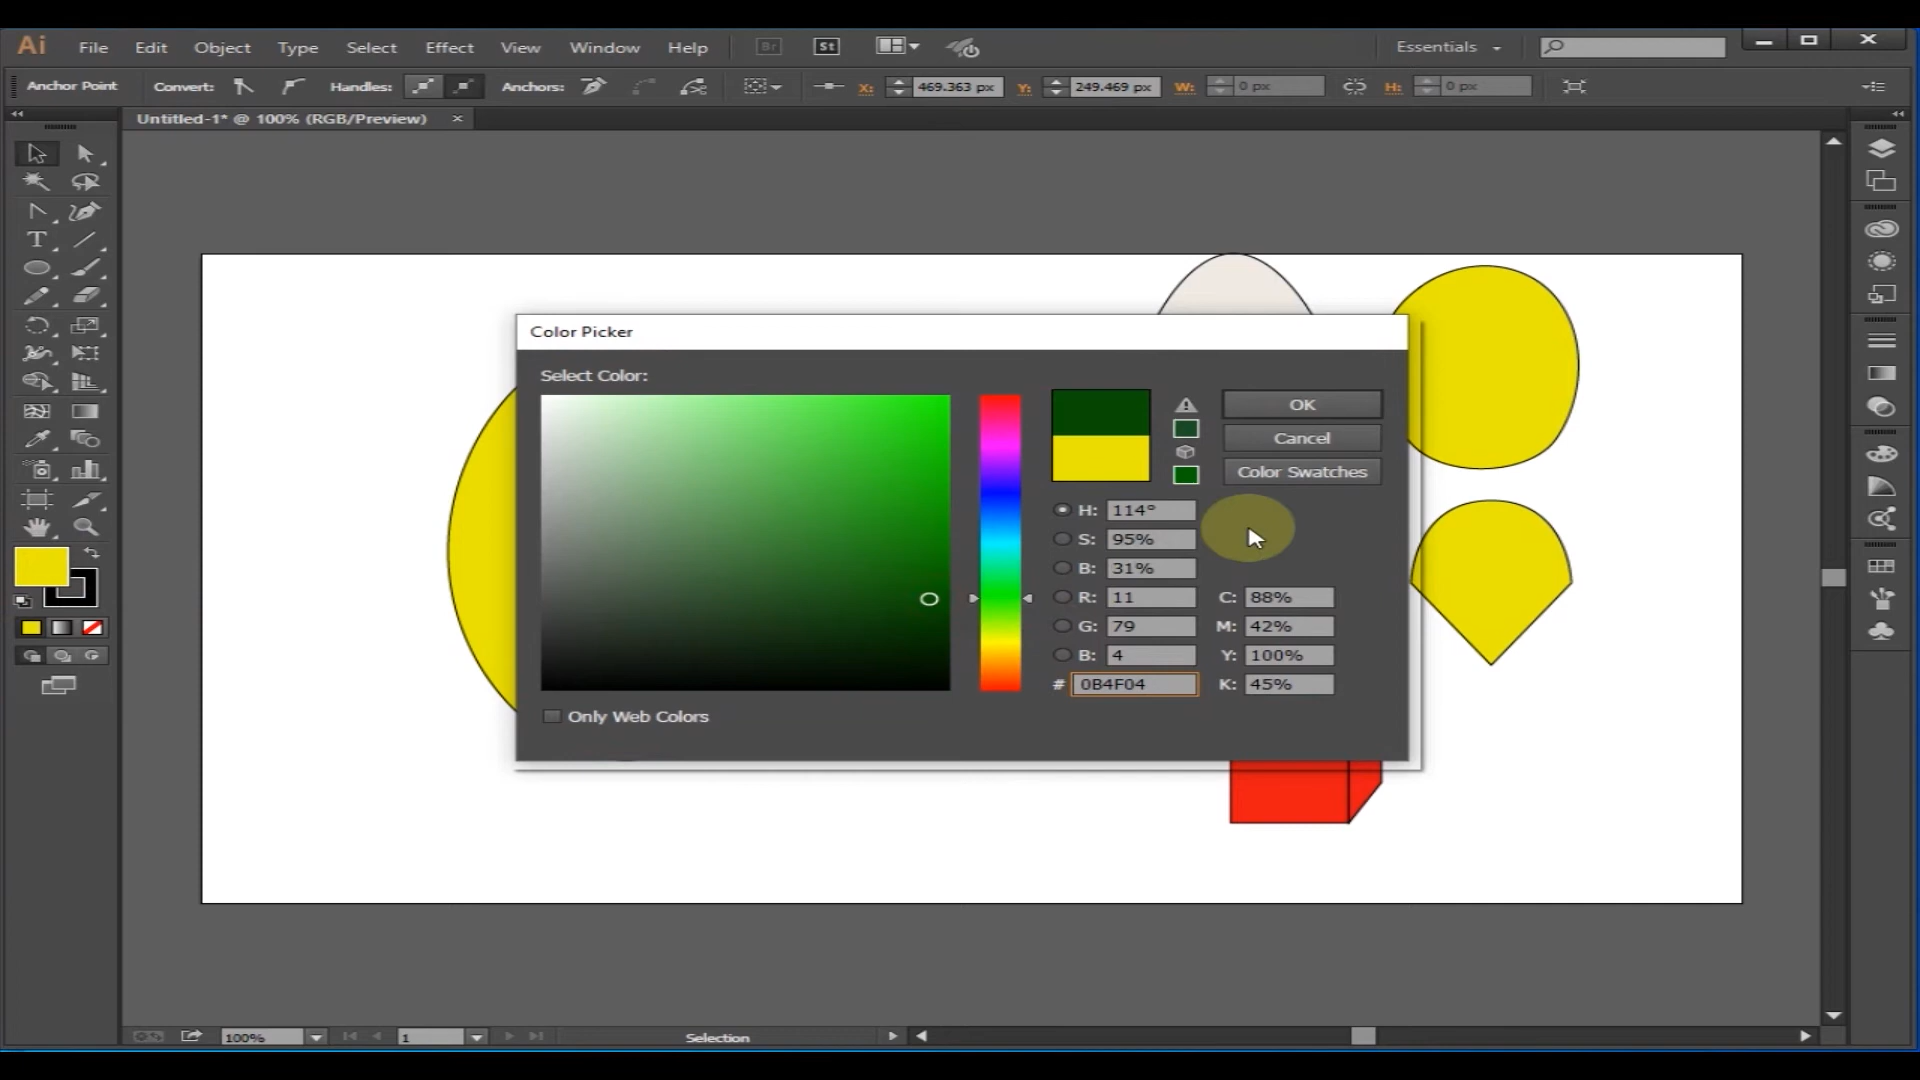 Ai File Edit Object Type Select Effect View Window Help Br St Essentials
Anchor Point Convert: Handles: Anchors: X: 469.363 px Y: 249.469 px W: 0 px H: 0 px
Untitled-1* @ 100% (RGB/Preview) ×
Color Picker
Select Color:
OK
Cancel
Color Swatches
H: 114°
S: 95%
B: 31%
R: 11 C: 88%
G: 79 M: 42%
B: 4 Y: 100%
# 0B4F04 K: 45%
Only Web Colors
100% 1 Selection